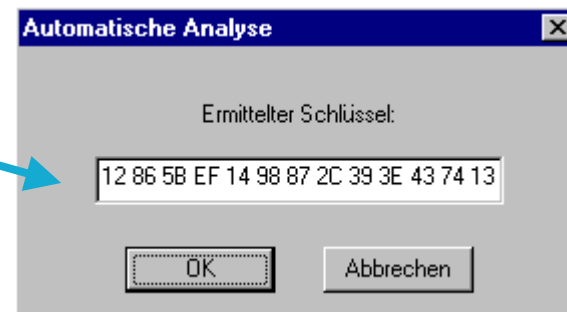 Automatische Analyse
Ermittelter Schlüssel:
12 86 5B EF 14 98 87 2C 39 3E 43 74 13
OK Abbrechen